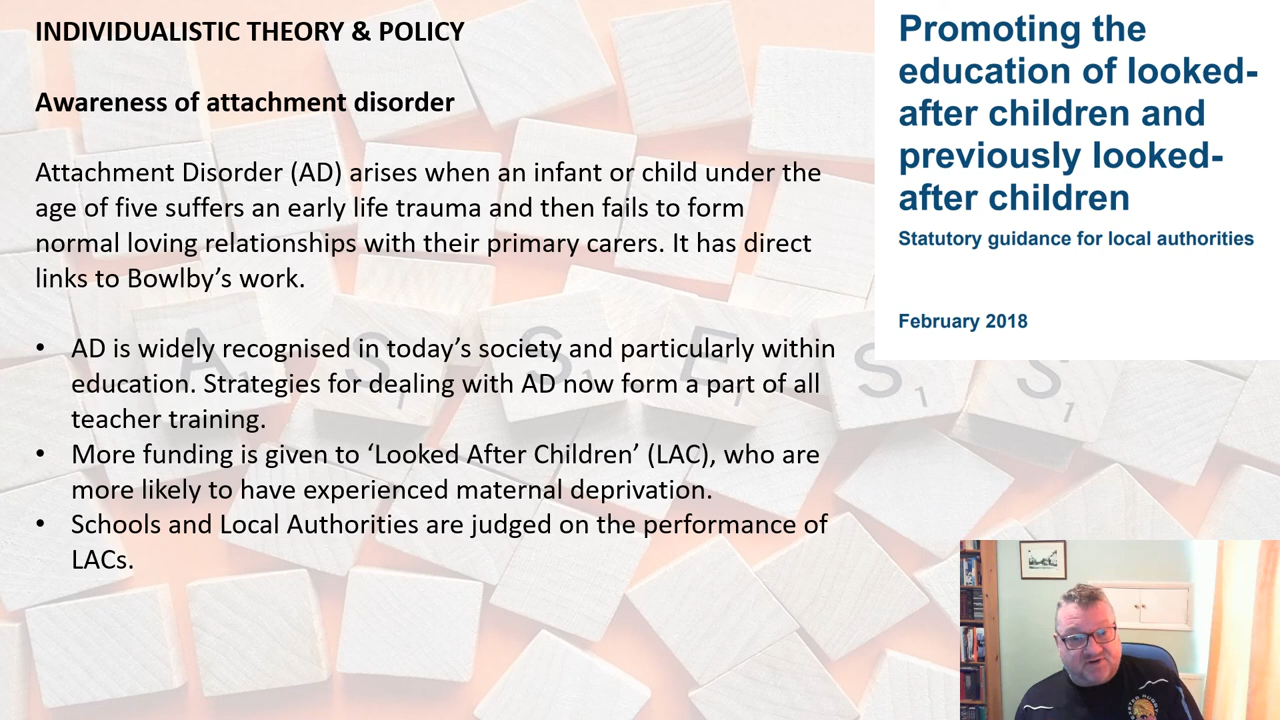 INDIVIDUALISTIC THEORY & POLICY
Awareness of attachment disorder
Attachment Disorder (AD) arises when an infant or child under the
age of five suffers an early life trauma and then fails to form
normal loving relationships with their primary carers. It has direct
links to Bowlby’s work.
• AD is widely recognised in today’s society and particularly within
education. Strategies for dealing with AD now form a part of all
teacher training.
• More funding is given to ‘Looked After Children’ (LAC), who are
more likely to have experienced maternal deprivation.
• Schools and Local Authorities are judged on the performance of
LACs.
Promoting the
education of looked-
after children and
previously looked-
after children
Statutory guidance for local authorities
February 2018
A1 S1 S1 E1 S1 S1